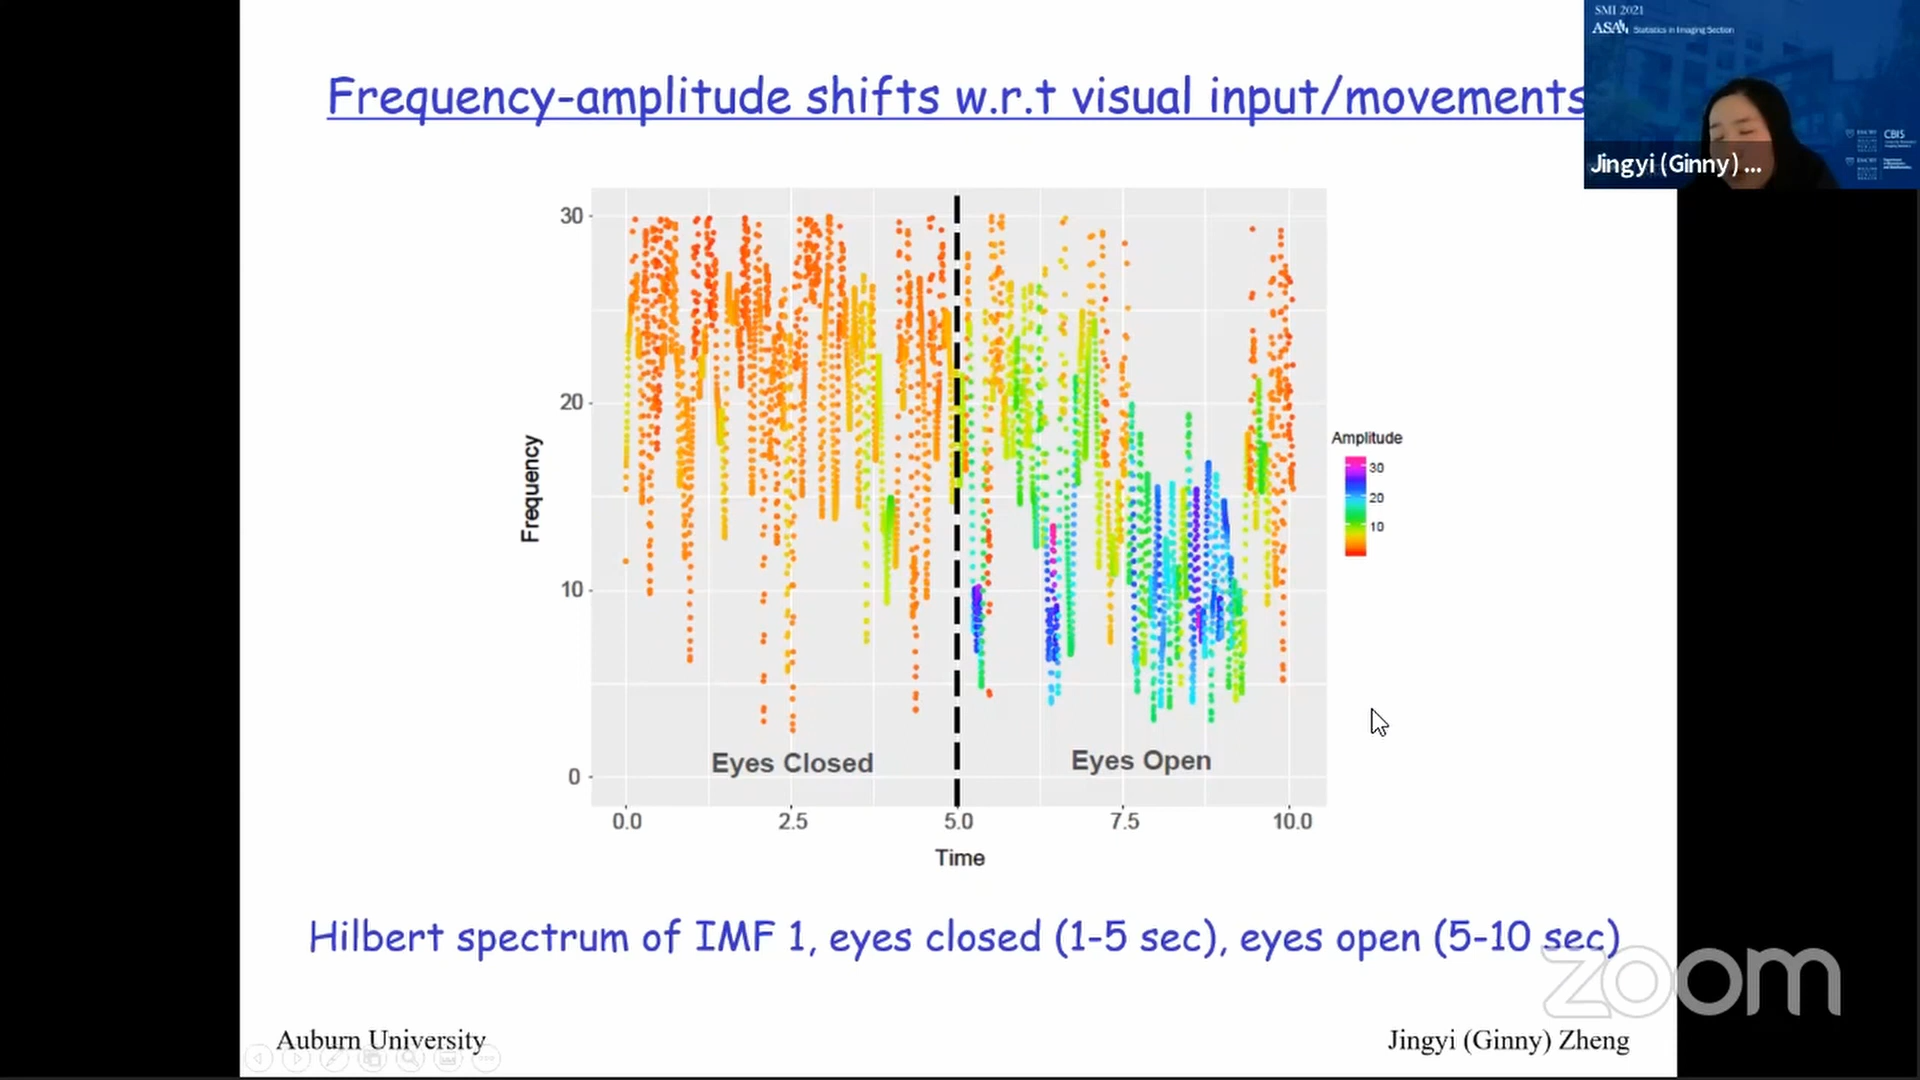 Frequency-amplitude shifts w.r.t visual input/movements
SMI 2021
ASA Statistics in Imaging Section
CBIS
Jingyi (Ginny) ...
30
20
10
0
Frequency
Eyes Closed
Eyes Open
0.0 2.5 5.0 7.5 10.0
Time
Amplitude
30
20
10
Hilbert spectrum of IMF 1, eyes closed (1-5 sec), eyes open (5-10 sec)
zoom
Auburn University
Jingyi (Ginny) Zheng